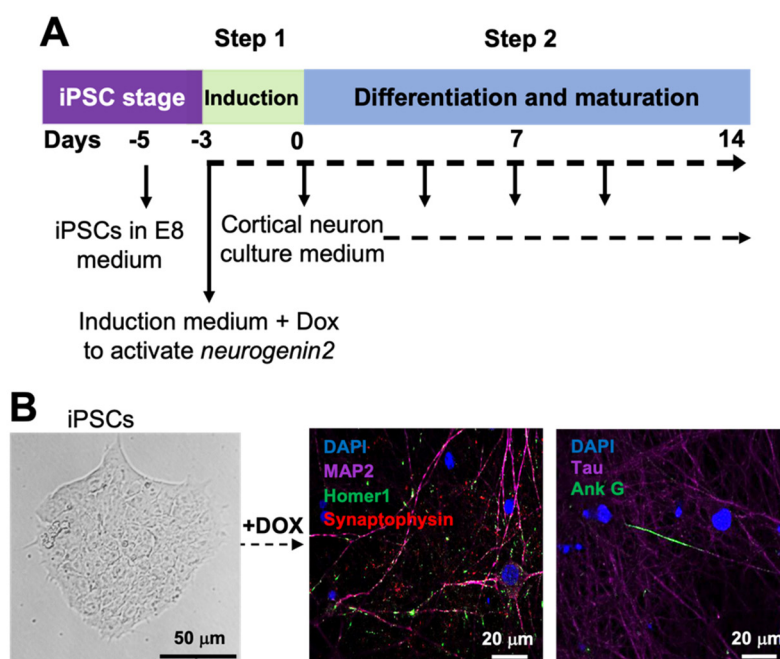 A
Step 1
Step 2
iPSC stage
Induction
Differentiation and maturation
Days -5 -3 0 7 14
iPSCs in E8
medium
Cortical neuron
culture medium
Induction medium + Dox
to activate neurogenin2
B
iPSCs
+DOX
50 μm
DAPI
MAP2
Homer1
Synaptophysin
20 μm
DAPI
Tau
Ank G
20 μm